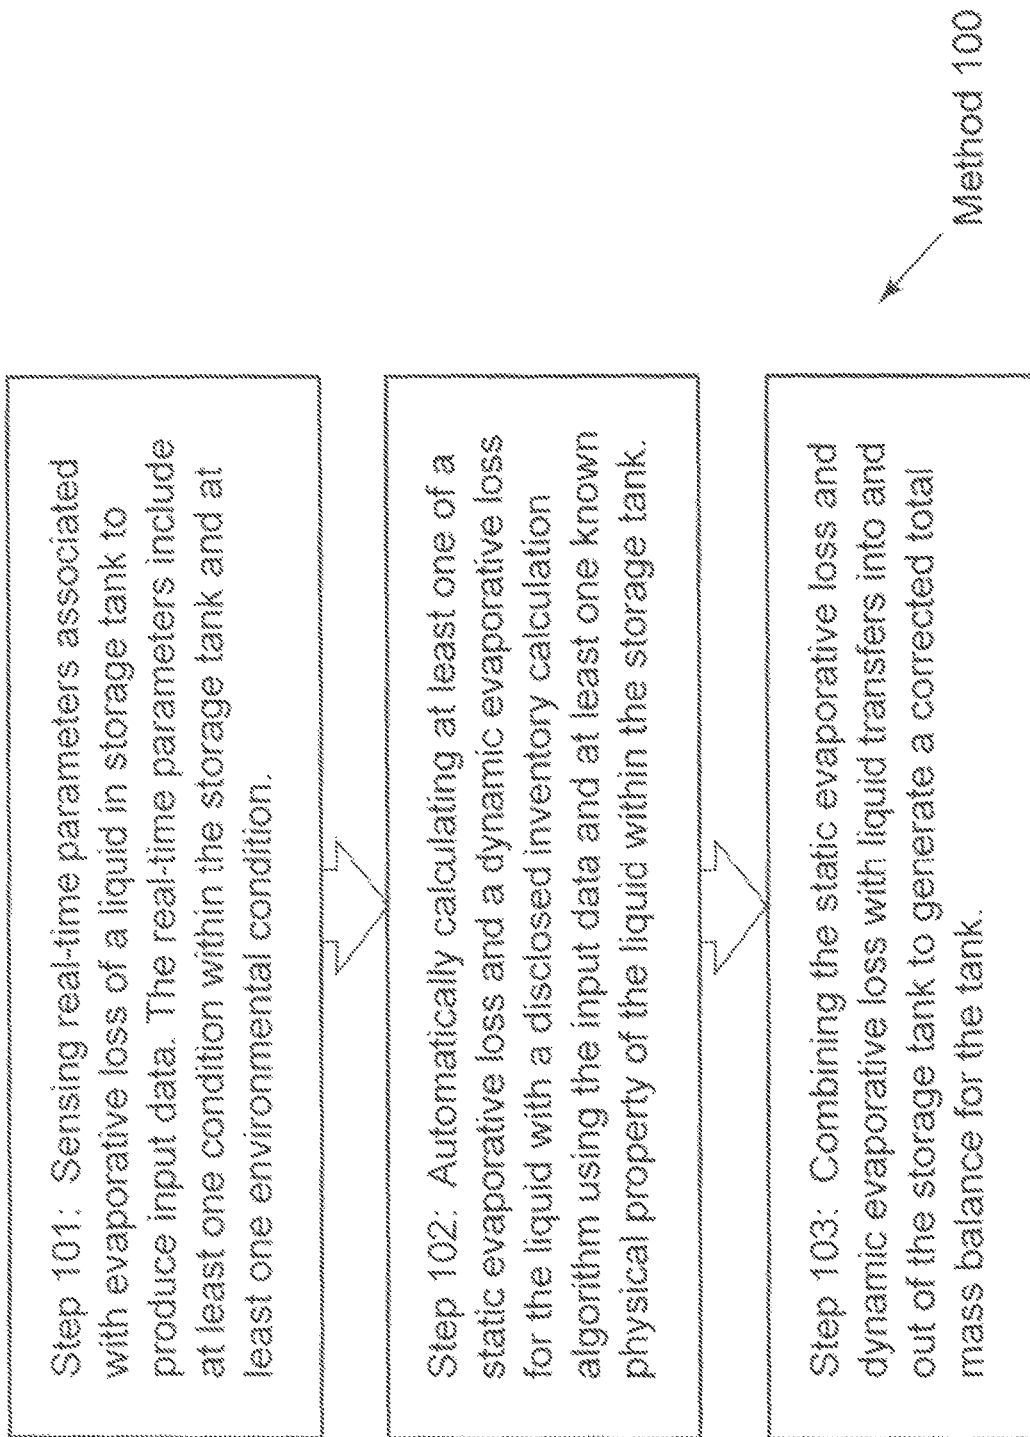 Step 101: Sensing real-time parameters associated
with evaporative loss of a liquid in storage tank to
produce input data. The real-time parameters include
at least one condition within the storage tank and at
least one environmental condition.
Step 102: Automatically calculating at least one of a
static evaporative loss and a dynamic evaporative loss
for the liquid with a disclosed inventory calculation
algorithm using the input data and at least one known
physical property of the liquid within the storage tank.
Step 103: Combining the static evaporative loss and
dynamic evaporative loss with liquid transfers into and
out of the storage tank to generate a corrected total
mass balance for the tank.
Method 100